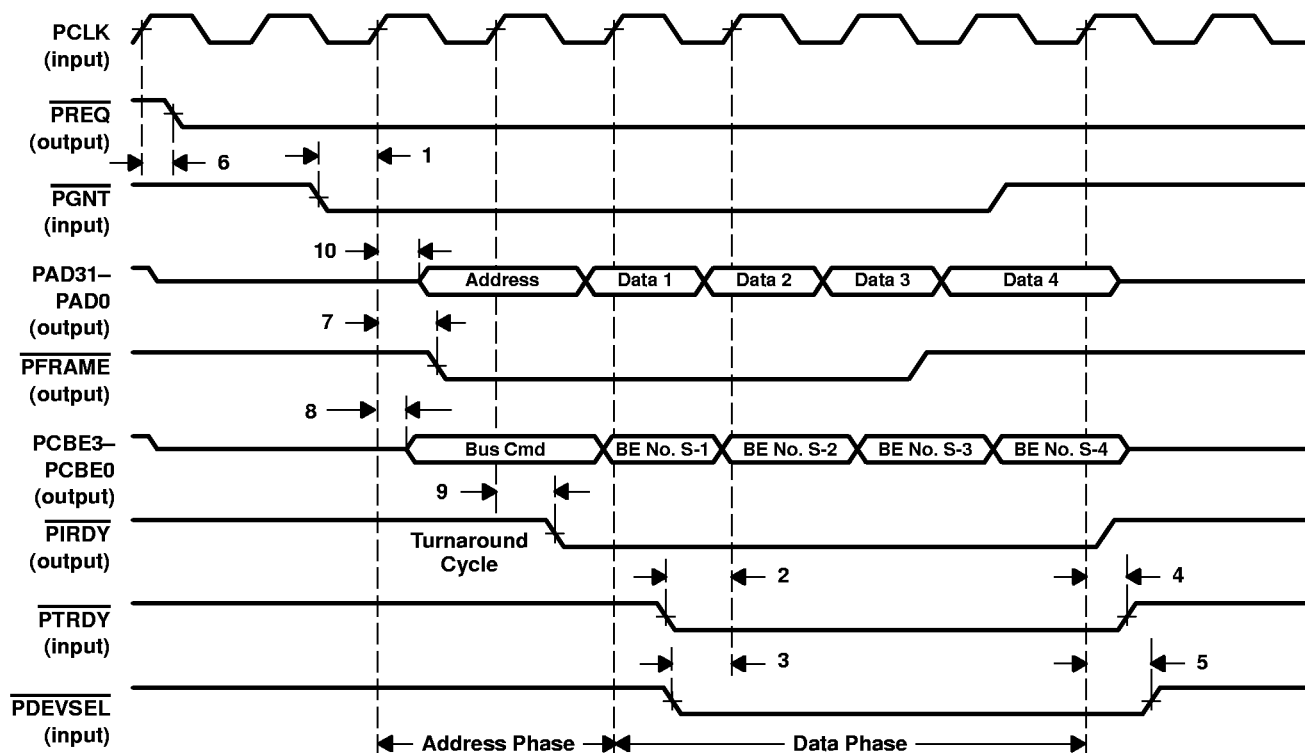 PCLK
(input)
PREQ
(output)
6
1
PGNT
(input)
10
PAD31–
PAD0
(output)
Address
Data 1
Data 2
Data 3
Data 4
7
PFRAME
(output)
8
PCBE3–
PCBE0
(output)
Bus Cmd
BE No. S-1
BE No. S-2
BE No. S-3
BE No. S-4
9
PIRDY
(output)
Turnaround
Cycle
2
4
PTRDY
(input)
3
5
PDEVSEL
(input)
Address Phase
Data Phase